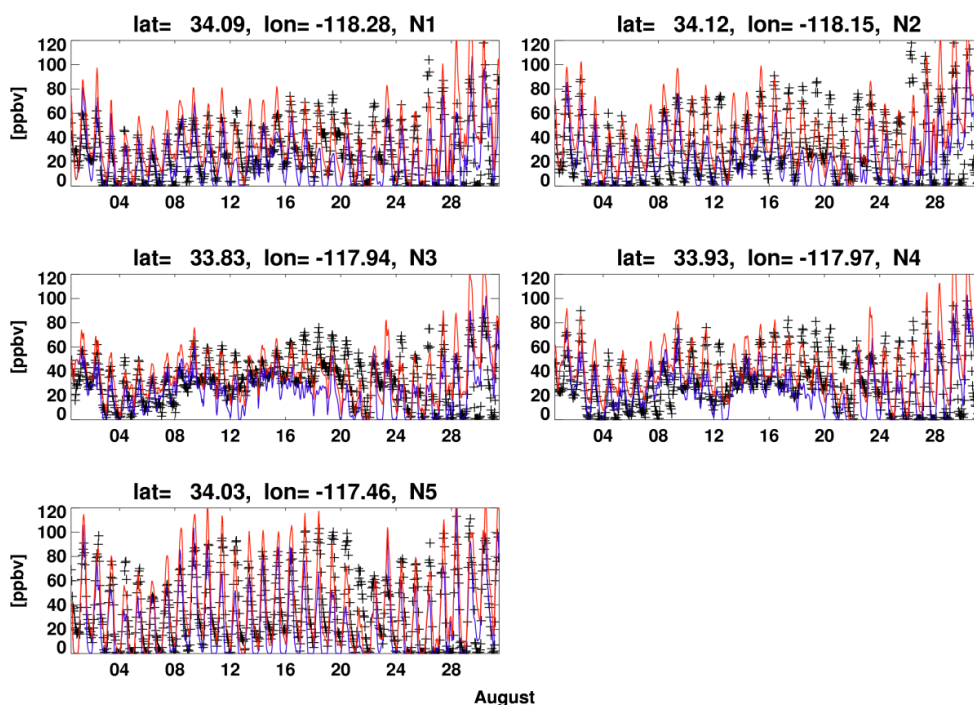 lat= 34.09, lon= -118.28, N1
lat= 34.12, lon= -118.15, N2
[ppbv]
120
100
80
60
40
20
0
04 08 12 16 20 24 28
120
100
80
60
40
20
0
04 08 12 16 20 24 28
lat= 33.83, lon= -117.94, N3
lat= 33.93, lon= -117.97, N4
[ppbv]
120
100
80
60
40
20
0
04 08 12 16 20 24 28
120
100
80
60
40
20
0
04 08 12 16 20 24 28
lat= 34.03, lon= -117.46, N5
[ppbv]
120
100
80
60
40
20
0
04 08 12 16 20 24 28
August